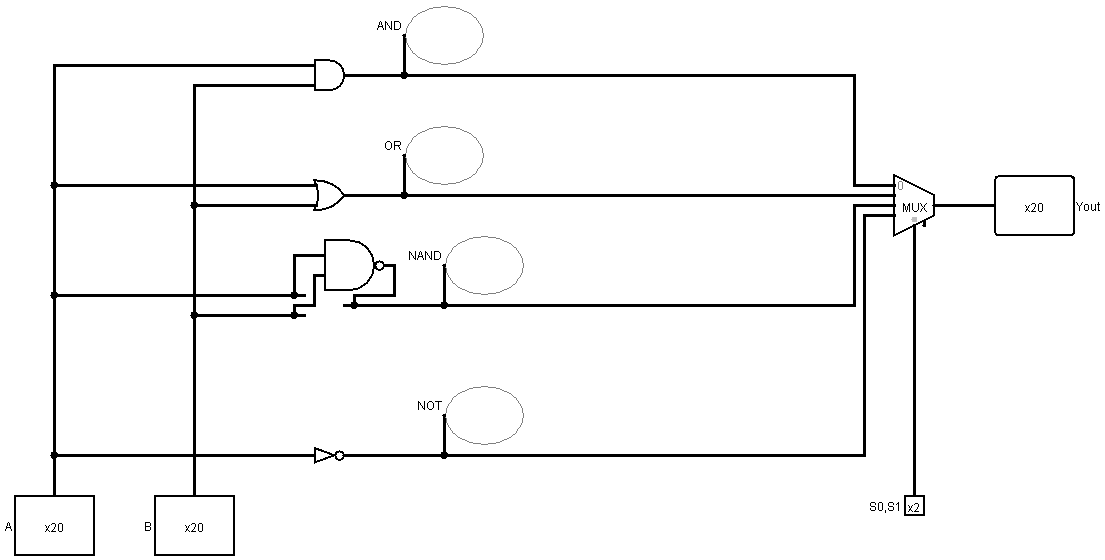 AND
OR
0
MUX
x20
Yout
NAND
NOT
S0,S1 x2
A x20
B x20